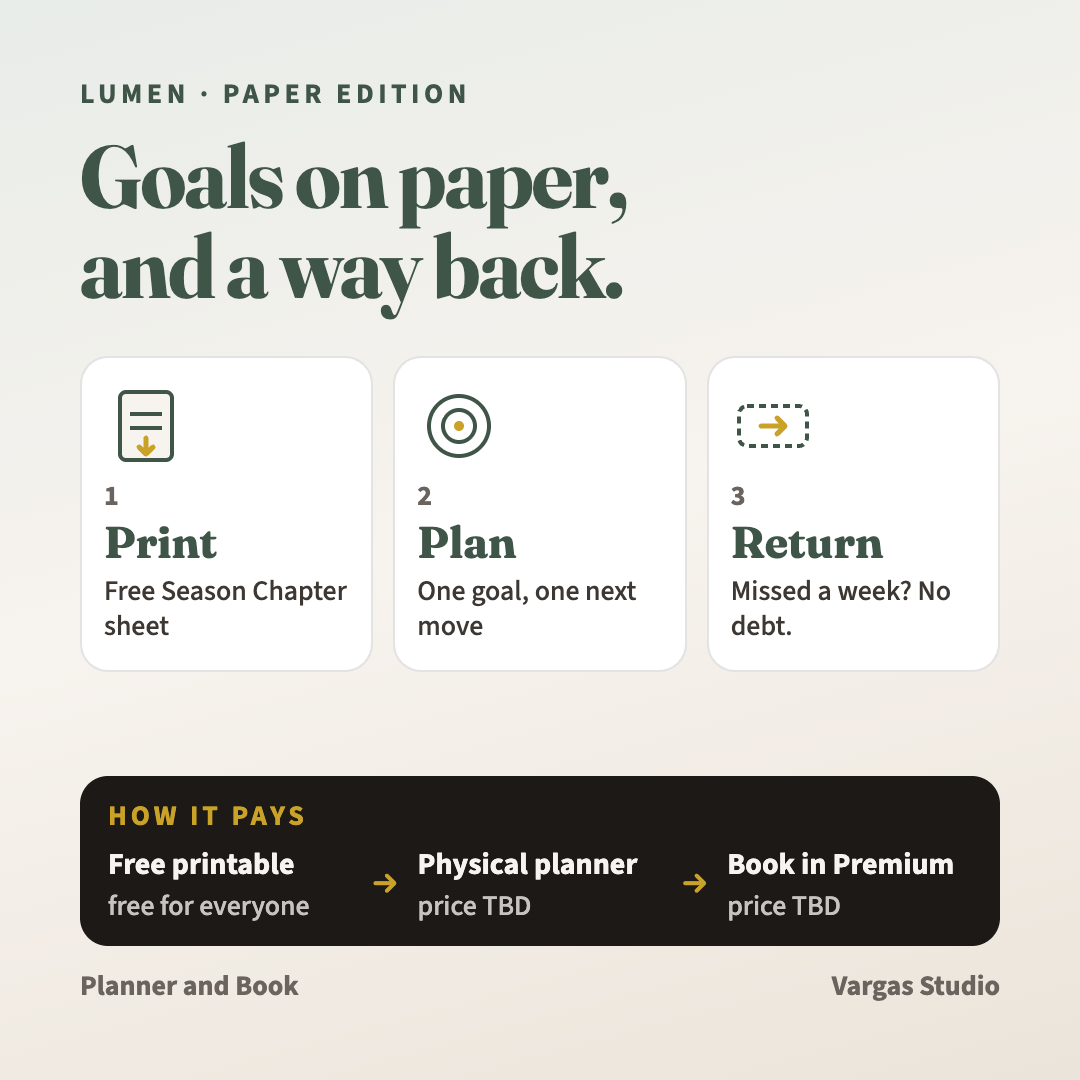 LUMEN · PAPER EDITION
Goals on paper,
and a way back.
1
Print
Free Season Chapter
sheet
2
Plan
One goal, one next
move
3
Return
Missed a week? No
debt.
HOW IT PAYS
Free printable
free for everyone
Physical planner
price TBD
Book in Premium
price TBD
Planner and Book
Vargas Studio